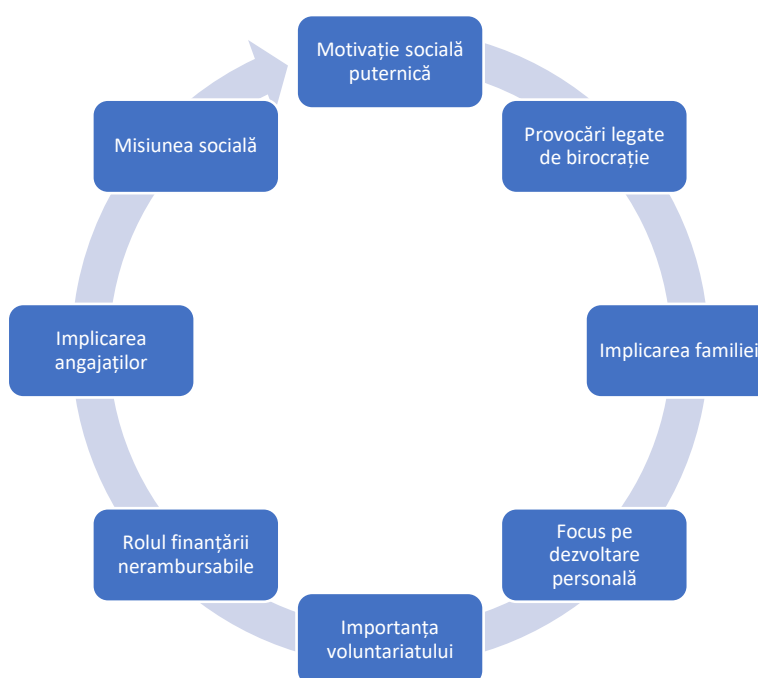 Motivație socială
puternică
Provocări legate
de birocrație
Implicarea familiei
Focus pe
dezvoltare
personală
Importanța
voluntariatului
Rolul finanțării
nerambursabile
Implicarea
angajaților
Misiunea socială